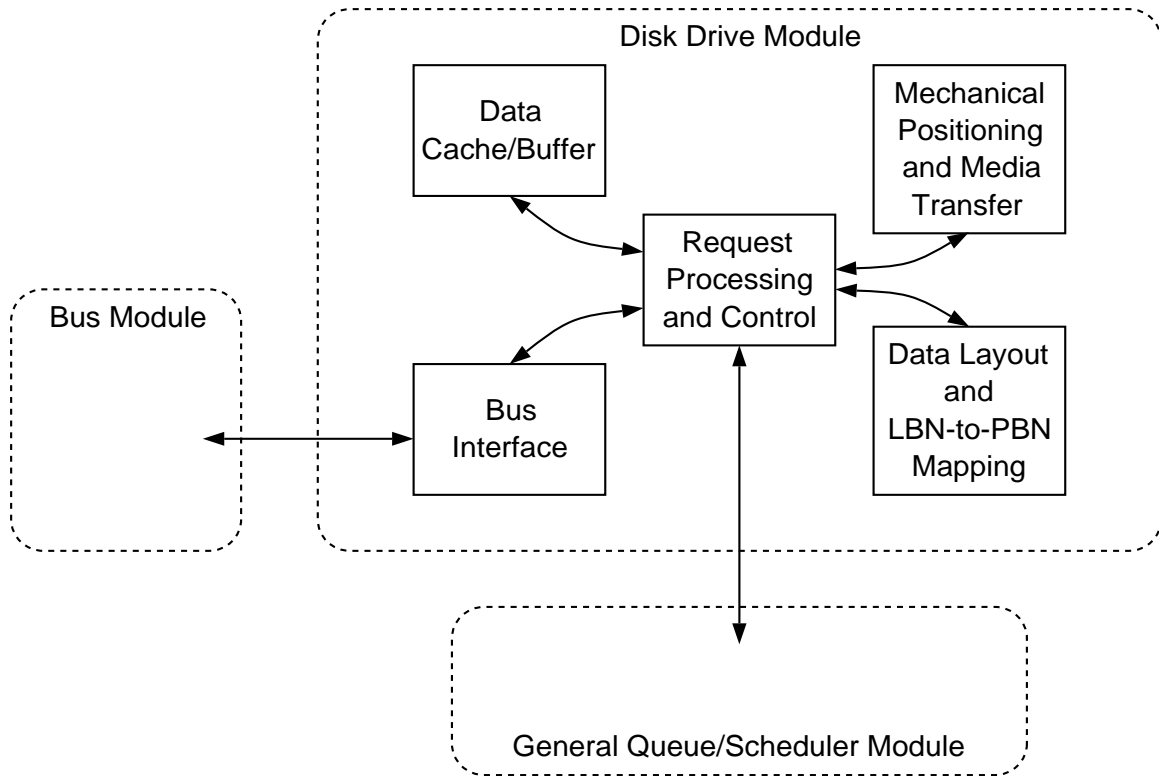 Disk Drive Module
Data
Cache/Buffer
Mechanical
Positioning
and Media
Transfer
Request
Processing
and Control
Bus Module
Bus
Interface
Data Layout
and
LBN-to-PBN
Mapping
General Queue/Scheduler Module